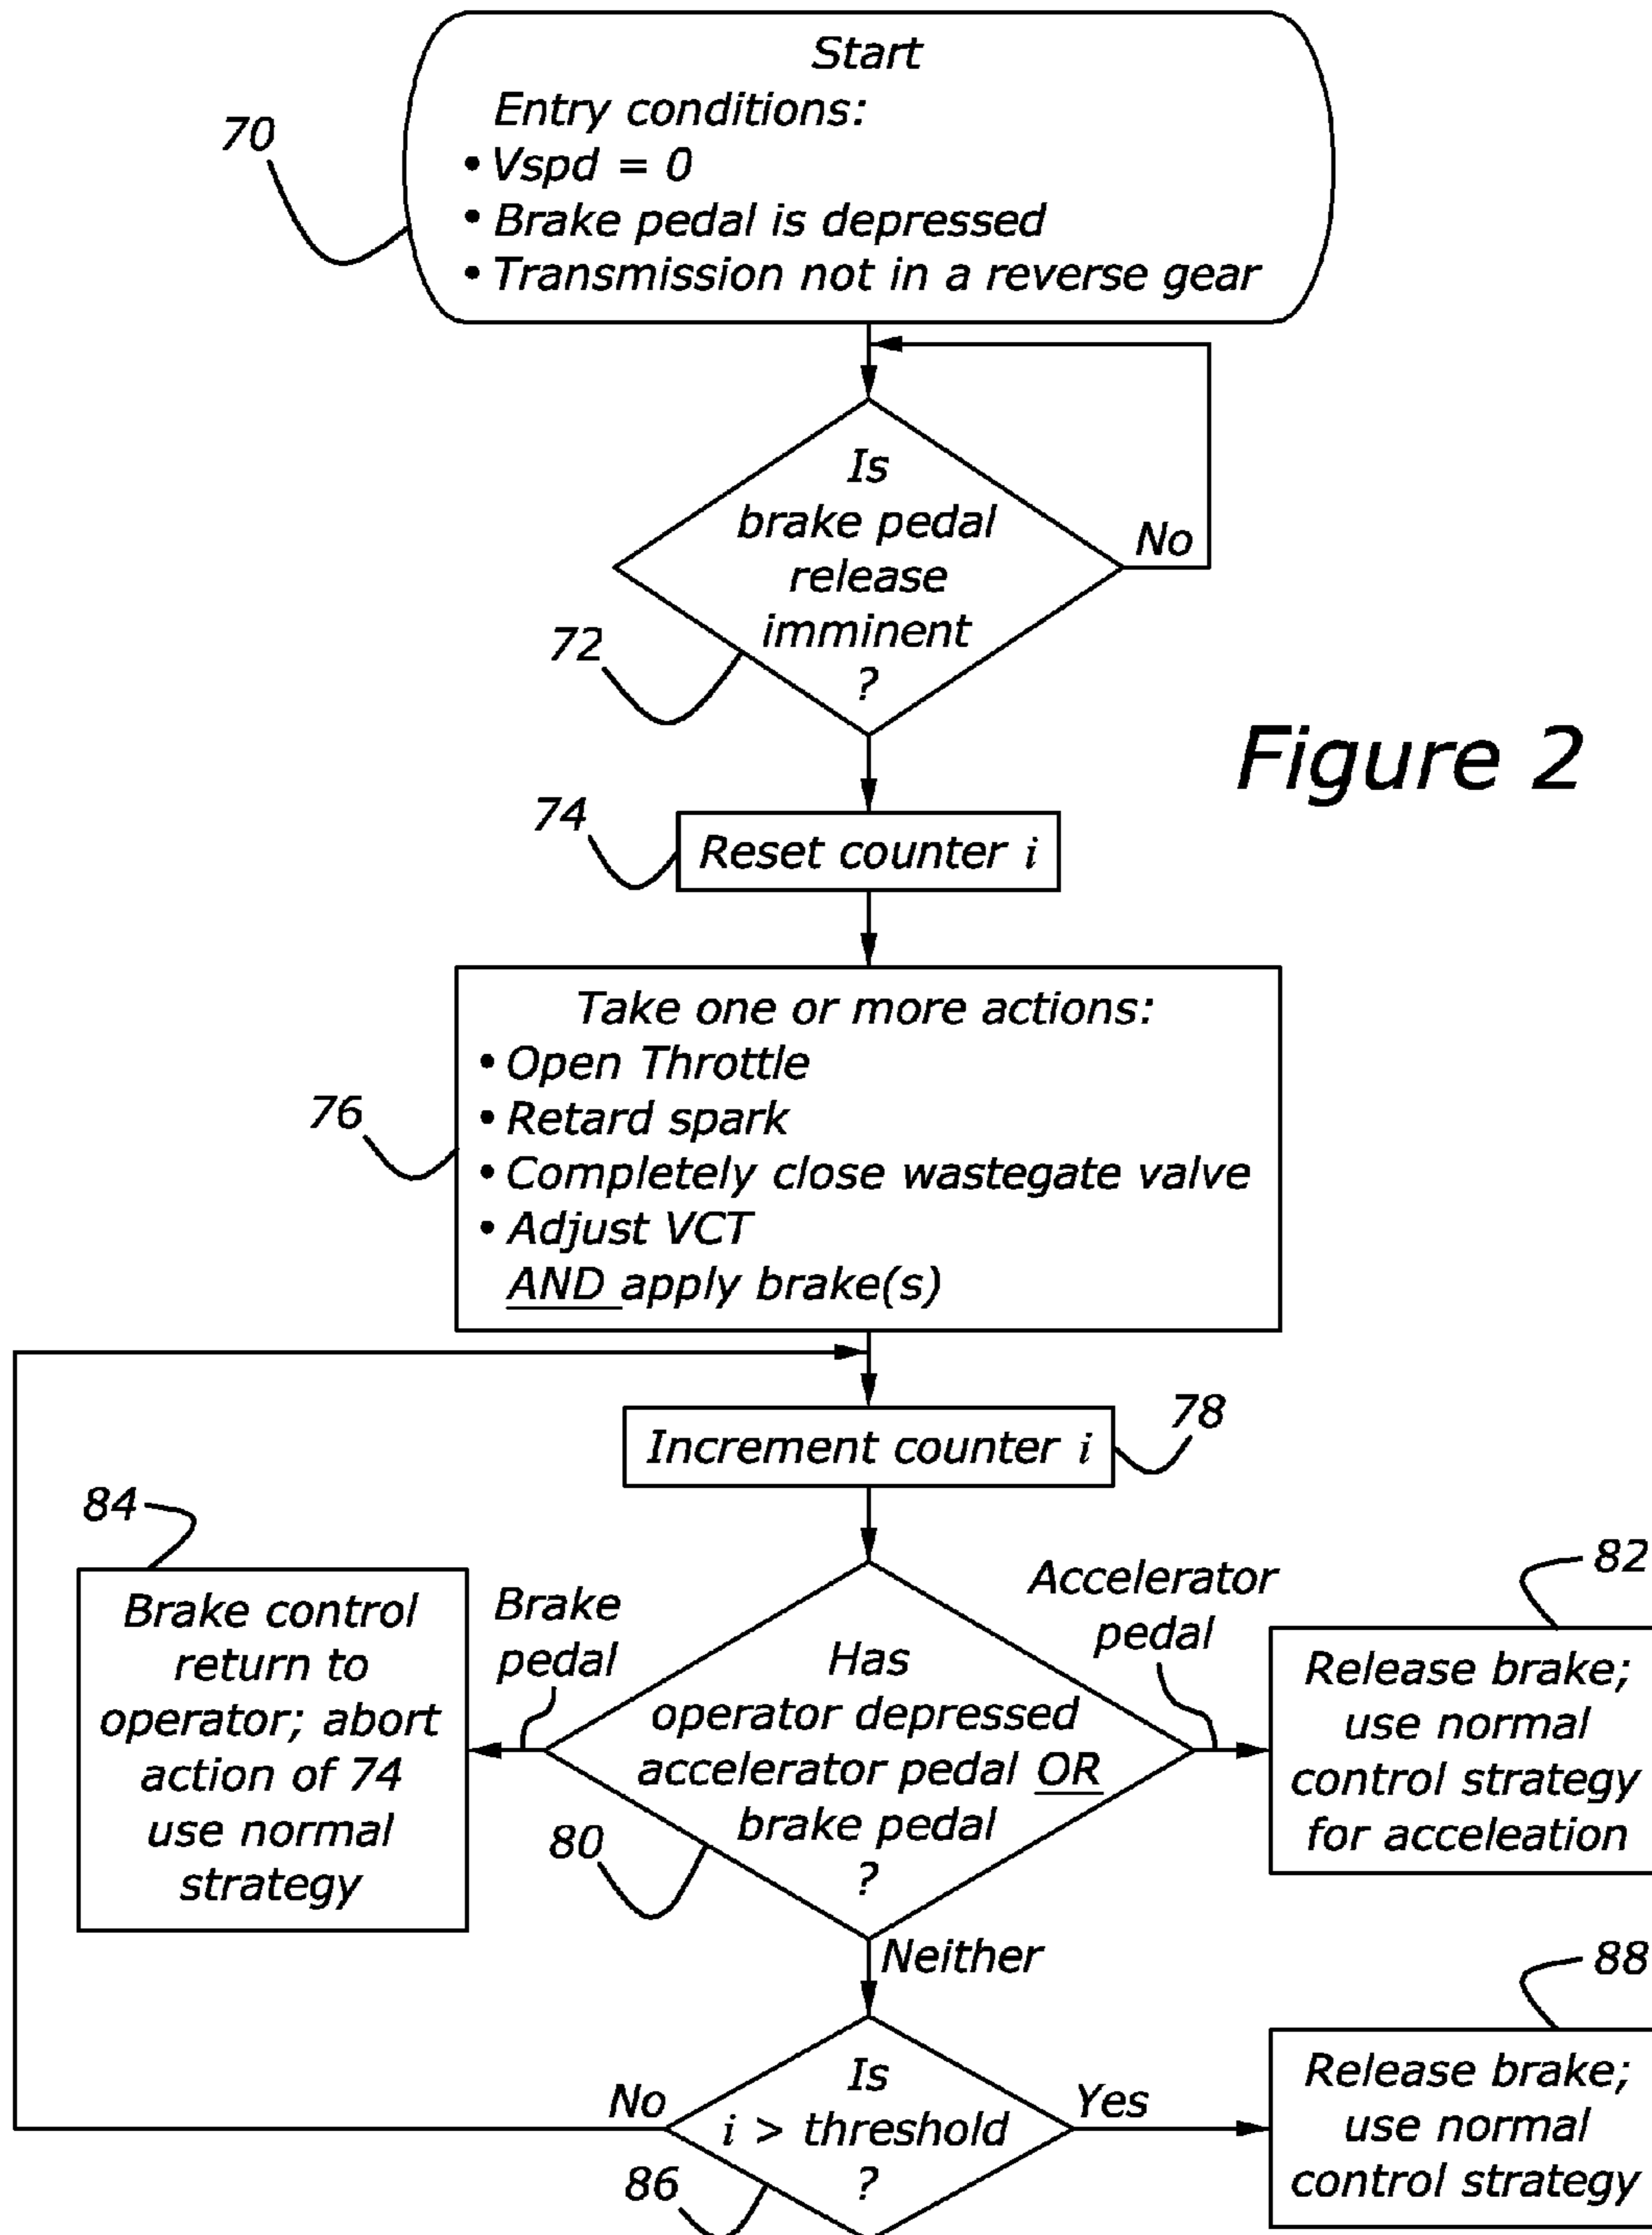 Start
Entry conditions:
• Vspd = 0
• Brake pedal is depressed
• Transmission not in a reverse gear
70
Is
brake pedal
release
imminent
?
No
72
Figure 2
74
Reset counter i
Take one or more actions:
• Open Throttle
• Retard spark
• Completely close wastegate valve
• Adjust VCT
AND apply brake(s)
76
Increment counter i
78
84
Brake control
return to
operator; abort
action of 74
use normal
strategy
Brake
pedal
Has
operator depressed
accelerator pedal OR
brake pedal
?
80
Accelerator
pedal
82
Release brake;
use normal
control strategy
for acceleation
Neither
Is
i > threshold
?
No
Yes
86
88
Release brake;
use normal
control strategy